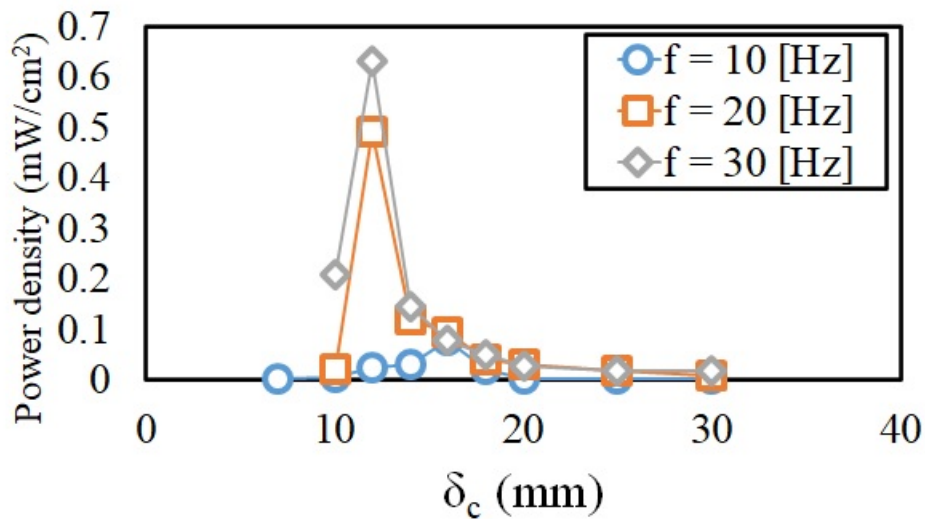 Power density (mW/cm²)
0.7
0.6
0.5
0.4
0.3
0.2
0.1
0
f = 10 [Hz]
f = 20 [Hz]
f = 30 [Hz]
0 10 20 30 40
δc (mm)